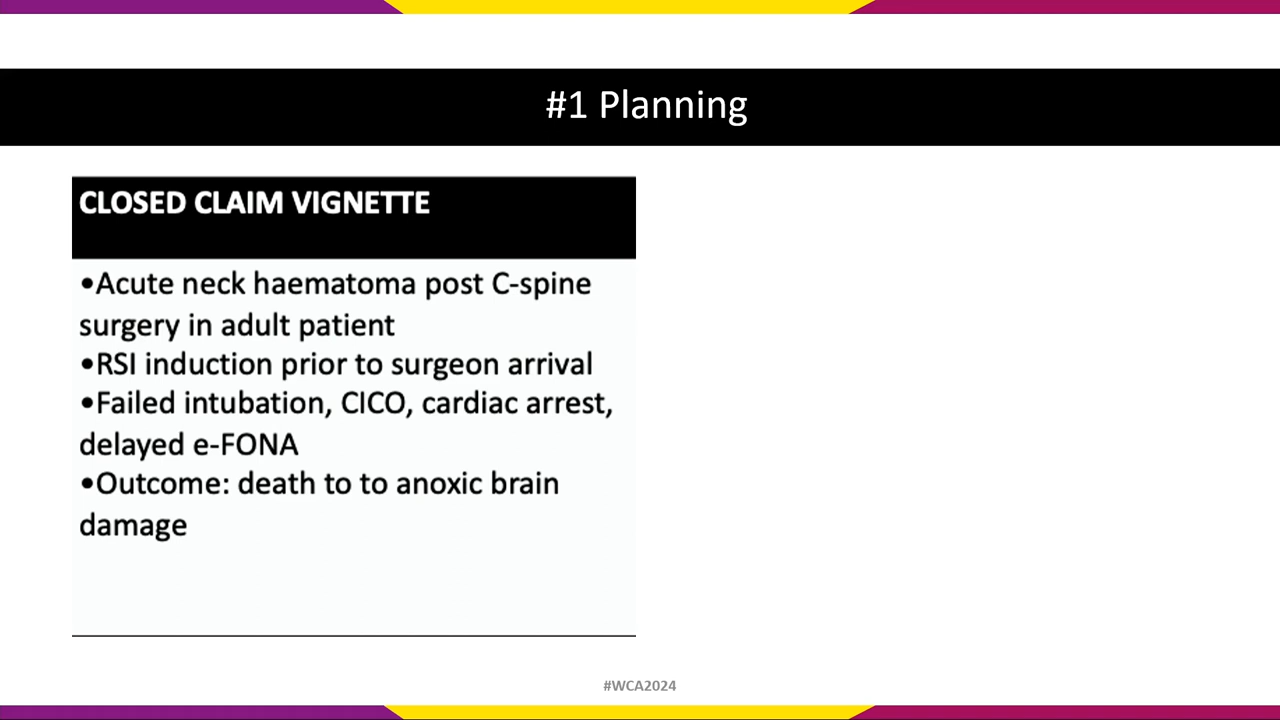 #1 Planning
CLOSED CLAIM VIGNETTE
•Acute neck haematoma post C-spine
surgery in adult patient
•RSI induction prior to surgeon arrival
•Failed intubation, CICO, cardiac arrest,
delayed e-FONA
•Outcome: death to to anoxic brain
damage
#WCA2024